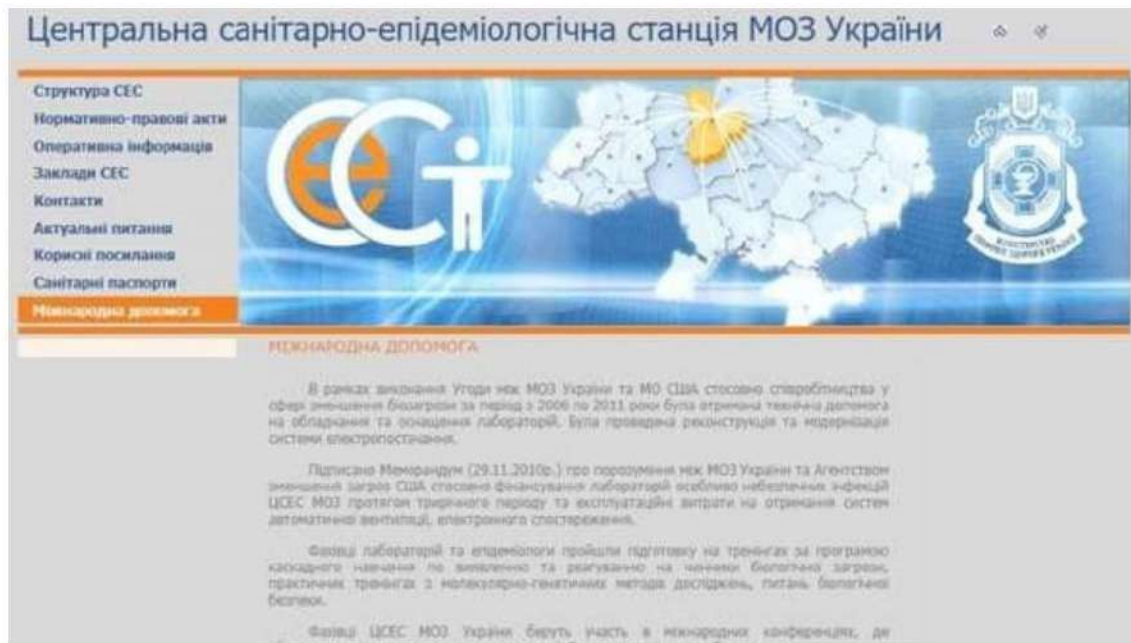 Центральна санітарно-епідеміологічна станція МОЗ України
Структура СЕС
Нормативно-правові акти
Оперативна інформація
Заклади СЕС
Контакти
Актуальні питання
Корисні посилання
Санітарні паспорти
Міжнародна допомога
МІЖНАРОДНА ДОПОМОГА
В рамках виконання Угоди між МОЗ України та МО США стосовно співробітництва у
сфері зменшення біозагрози за період з 2006 по 2011 роки була отримана технічна допомога
на обладнання та оснащення лабораторій. Була проведена реконструкція та модернізація
системи електропостачання.
Підписано Меморандум (29.11.2010р.) про порозуміння між МОЗ України та Агентством
зменшення загроз США стосовно фінансування лабораторій особливо небезпечних інфекцій
ЦСЕС МОЗ протягом трирічного періоду та експлуатаційні витрати на отримання систем
автоматичної вентиляції, електронного спостереження.
Фахівці лабораторій та епідеміологи пройшли підготовку на тренінгах за програмою
каскадного навчання по виявленню та реагуванню на чинники біологічної загрози,
практичних тренінгах з молекулярно-генетичних методів досліджень, питань біологічної
безпеки.
Фахівці ЦСЕС МОЗ України беруть участь в міжнародних конференціях, де